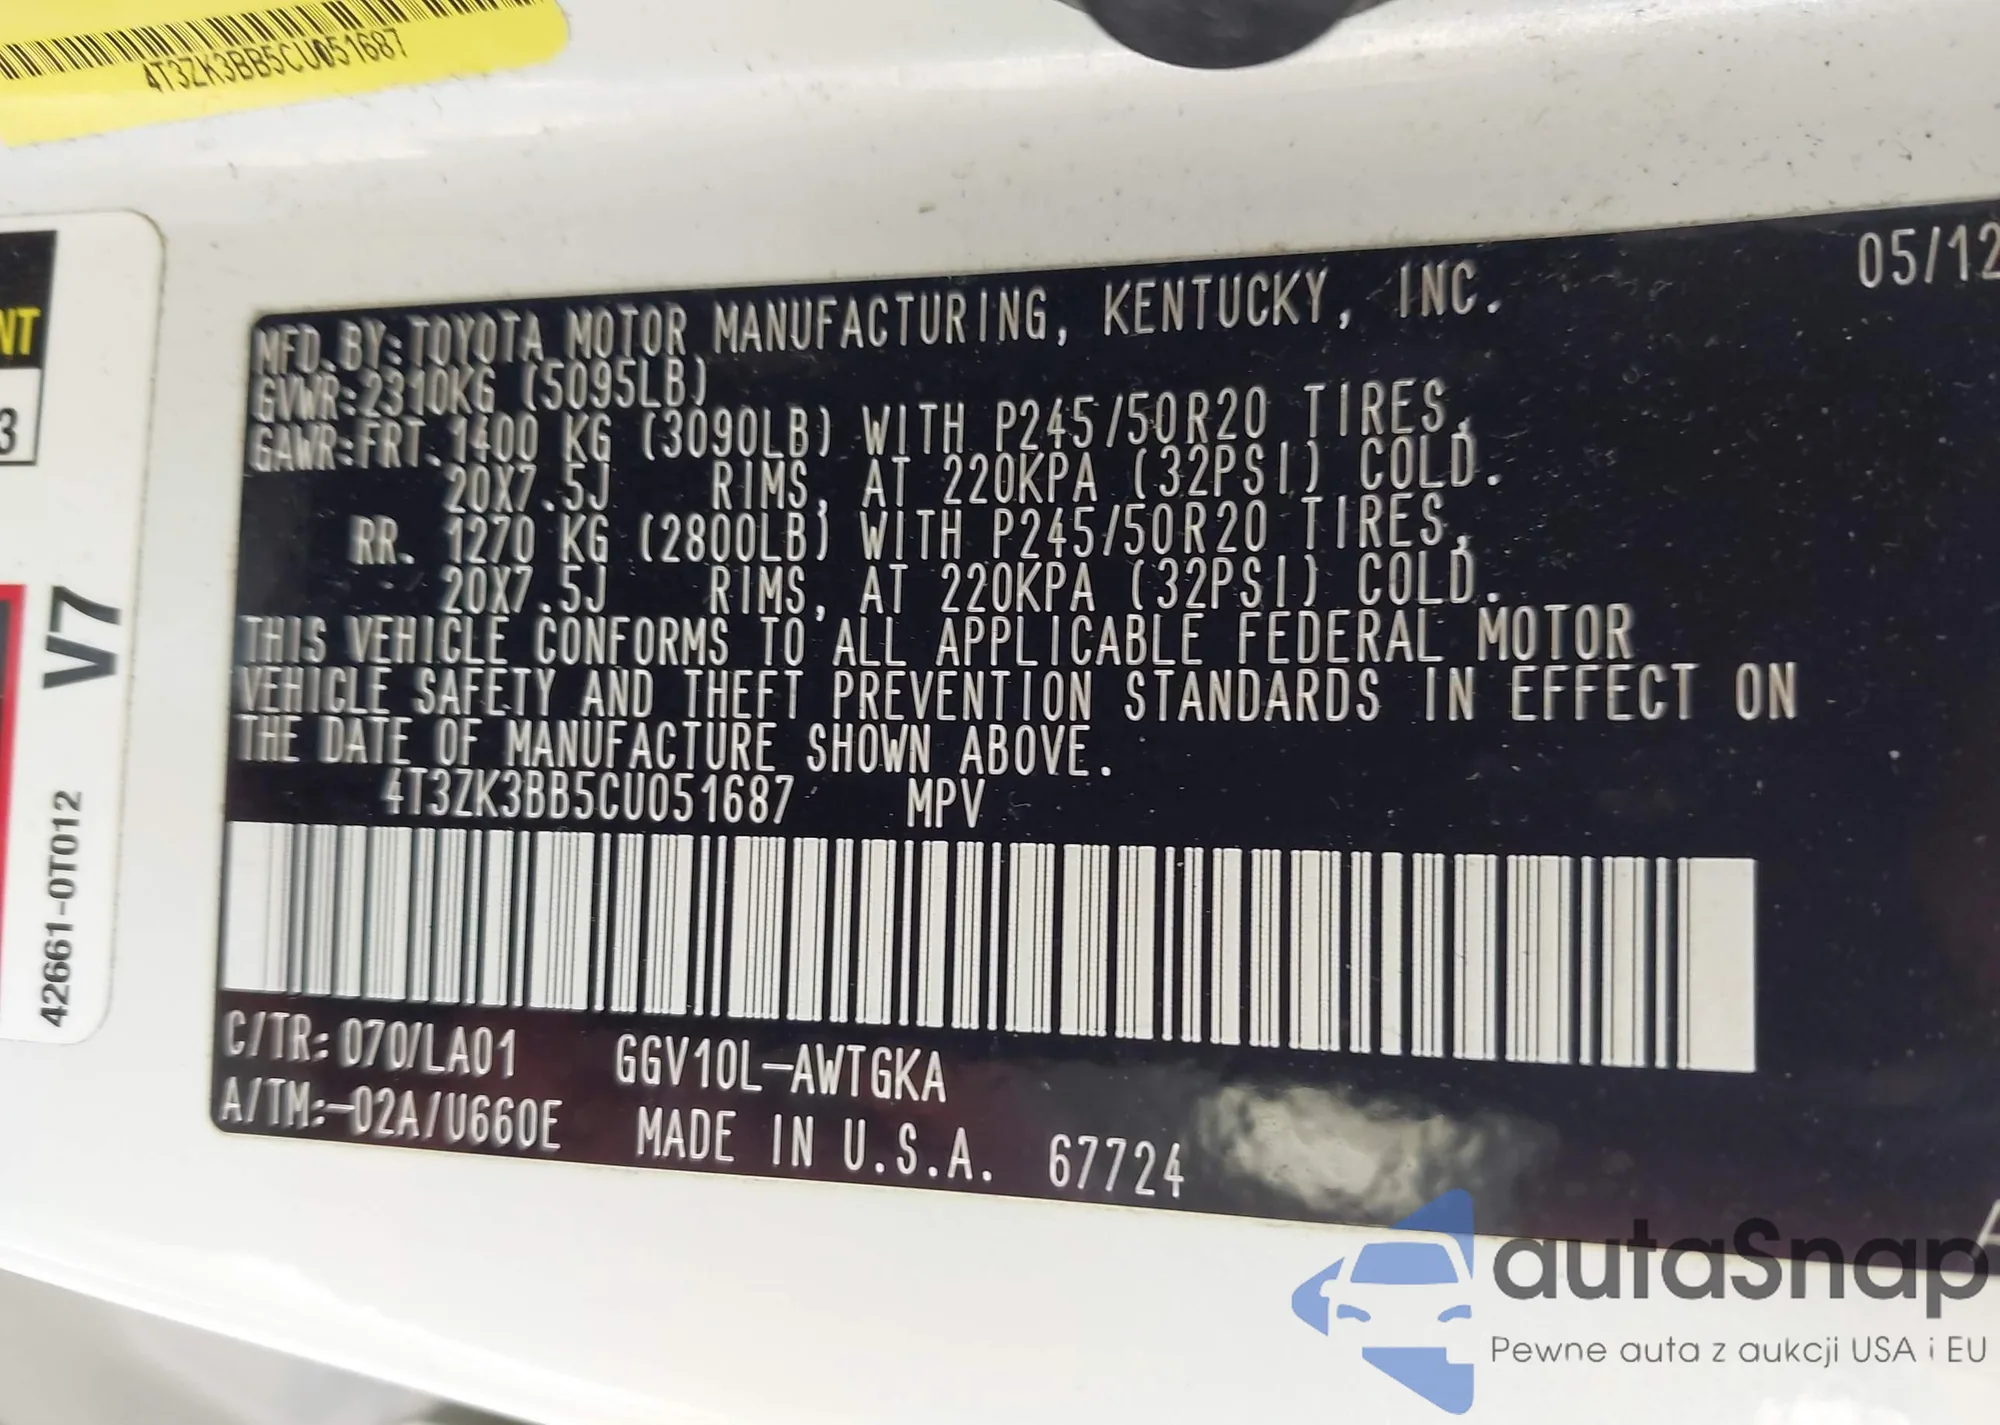 4T3ZK3BB5CU051687
NT
3
V7
42661-0T012
05/12
MFD. BY: TOYOTA MOTOR MANUFACTURING, KENTUCKY, INC.
GVWR: 2310KG (5095LB)
GAWR: FRT. 1400 KG (3090LB) WITH P245/50R20 TIRES,
20X7.5J RIMS, AT 220KPA (32PSI) COLD.
RR. 1270 KG (2800LB) WITH P245/50R20 TIRES,
20X7.5J RIMS, AT 220KPA (32PSI) COLD.
THIS VEHICLE CONFORMS TO ALL APPLICABLE FEDERAL MOTOR
VEHICLE SAFETY AND THEFT PREVENTION STANDARDS IN EFFECT ON
THE DATE OF MANUFACTURE SHOWN ABOVE.
4T3ZK3BB5CU051687 MPV
C/TR: 070/LA01 GGV10L-AWTGKA
A/TM:-02A/U660E MADE IN U.S.A. 67724
autaSnap
Pewne auta z aukcji USA i EU